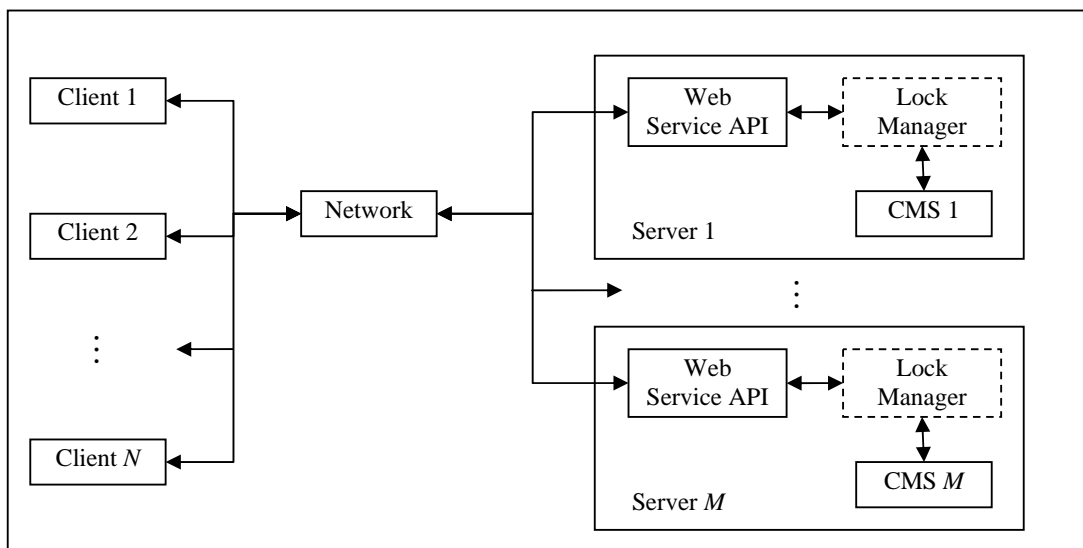 Client 1
Client 2
⋮
Client N
Network
Web
Service API
Lock
Manager
CMS 1
Server 1
⋮
Web
Service API
Lock
Manager
CMS M
Server M